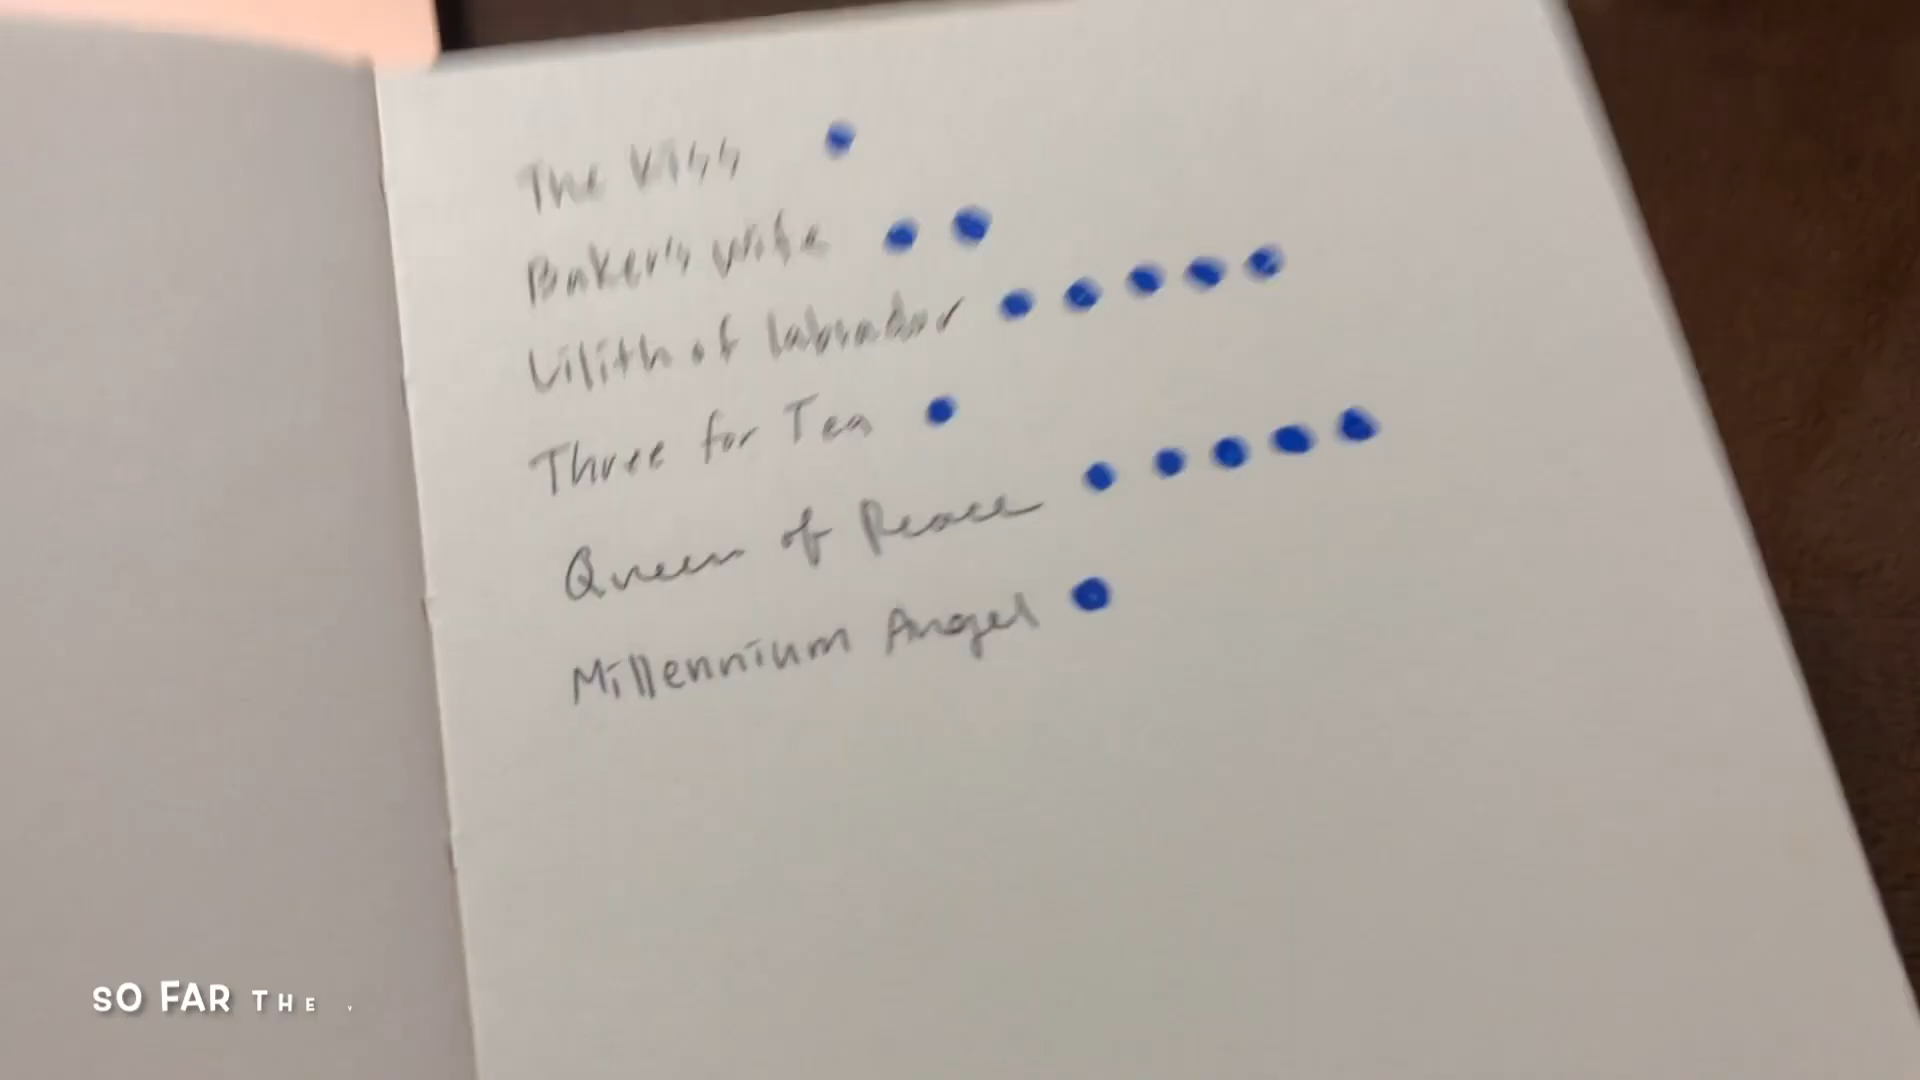 The Kiss
Baker's Wife
Lilith of Labrador
Three for Tea
Queen of Peace
Millennium Angel
SO FAR THE